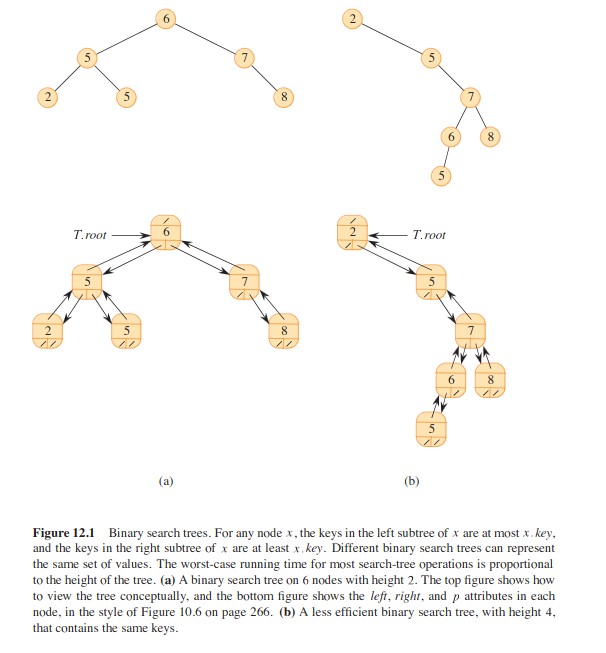 6 2
5 7 5
2 5 8 7
6 8
5
T.root 6 2 T.root
5 7 5
2 5 8 7
6 8
5
(a) (b)
Figure 12.1 Binary search trees. For any node x, the keys in the left subtree of x are at most x.key,
and the keys in the right subtree of x are at least x.key. Different binary search trees can represent
the same set of values. The worst-case running time for most search-tree operations is proportional
to the height of the tree. (a) A binary search tree on 6 nodes with height 2. The top figure shows how
to view the tree conceptually, and the bottom figure shows the left, right, and p attributes in each
node, in the style of Figure 10.6 on page 266. (b) A less efficient binary search tree, with height 4,
that contains the same keys.